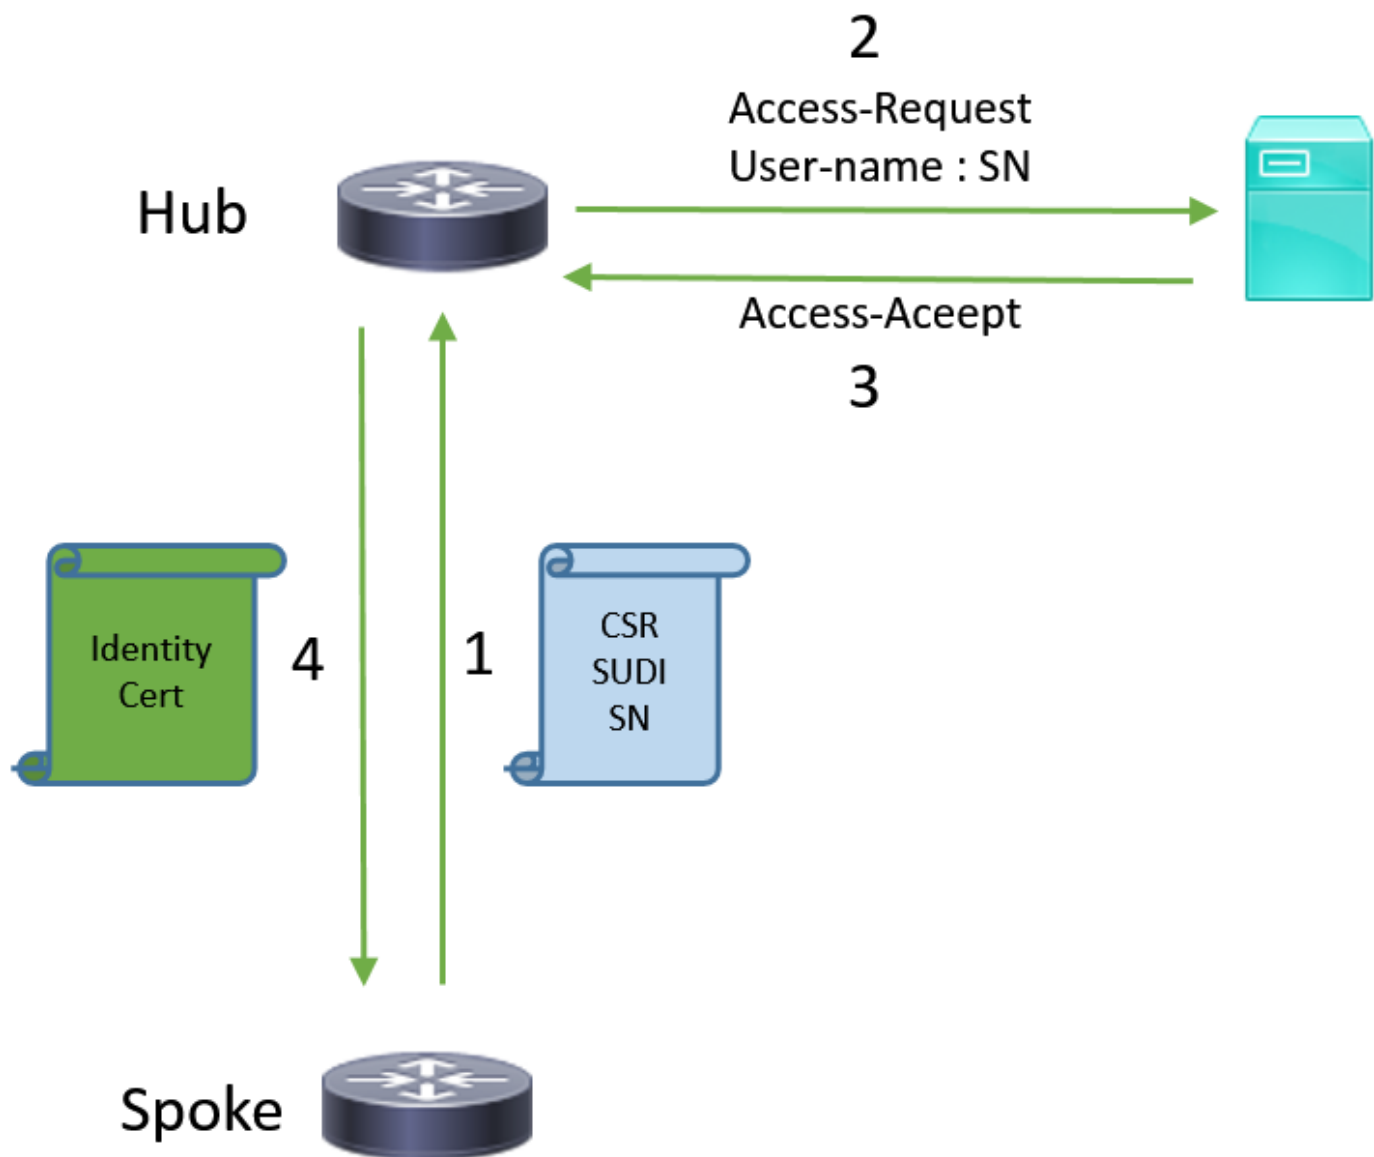 2
Access-Request
User-name : SN
Hub
Access-Aceept
3
Identity
Cert
4
1
CSR
SUDI
SN
Spoke